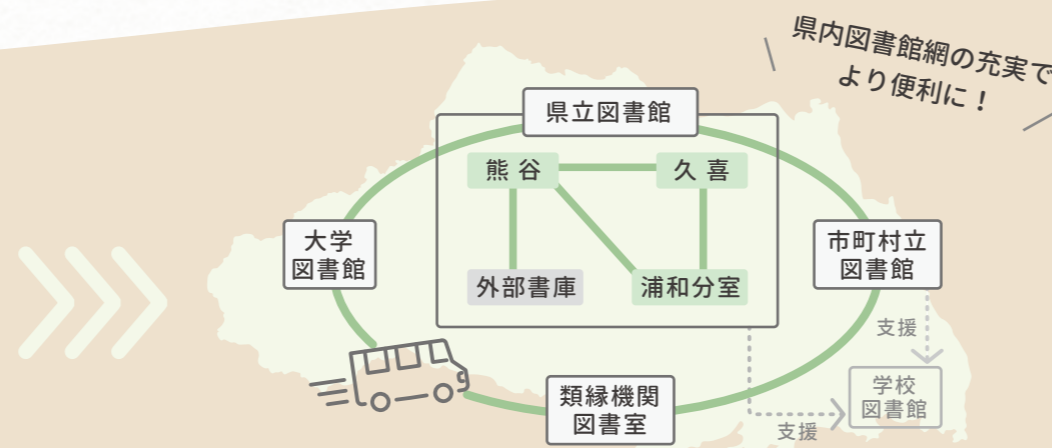 県内図書館網の充実で
より便利に!
県立図書館
熊谷
久喜
外部書庫
浦和分室
大学
図書館
市町村立
図書館
支援
学校
図書館
類縁機関
図書室
支援